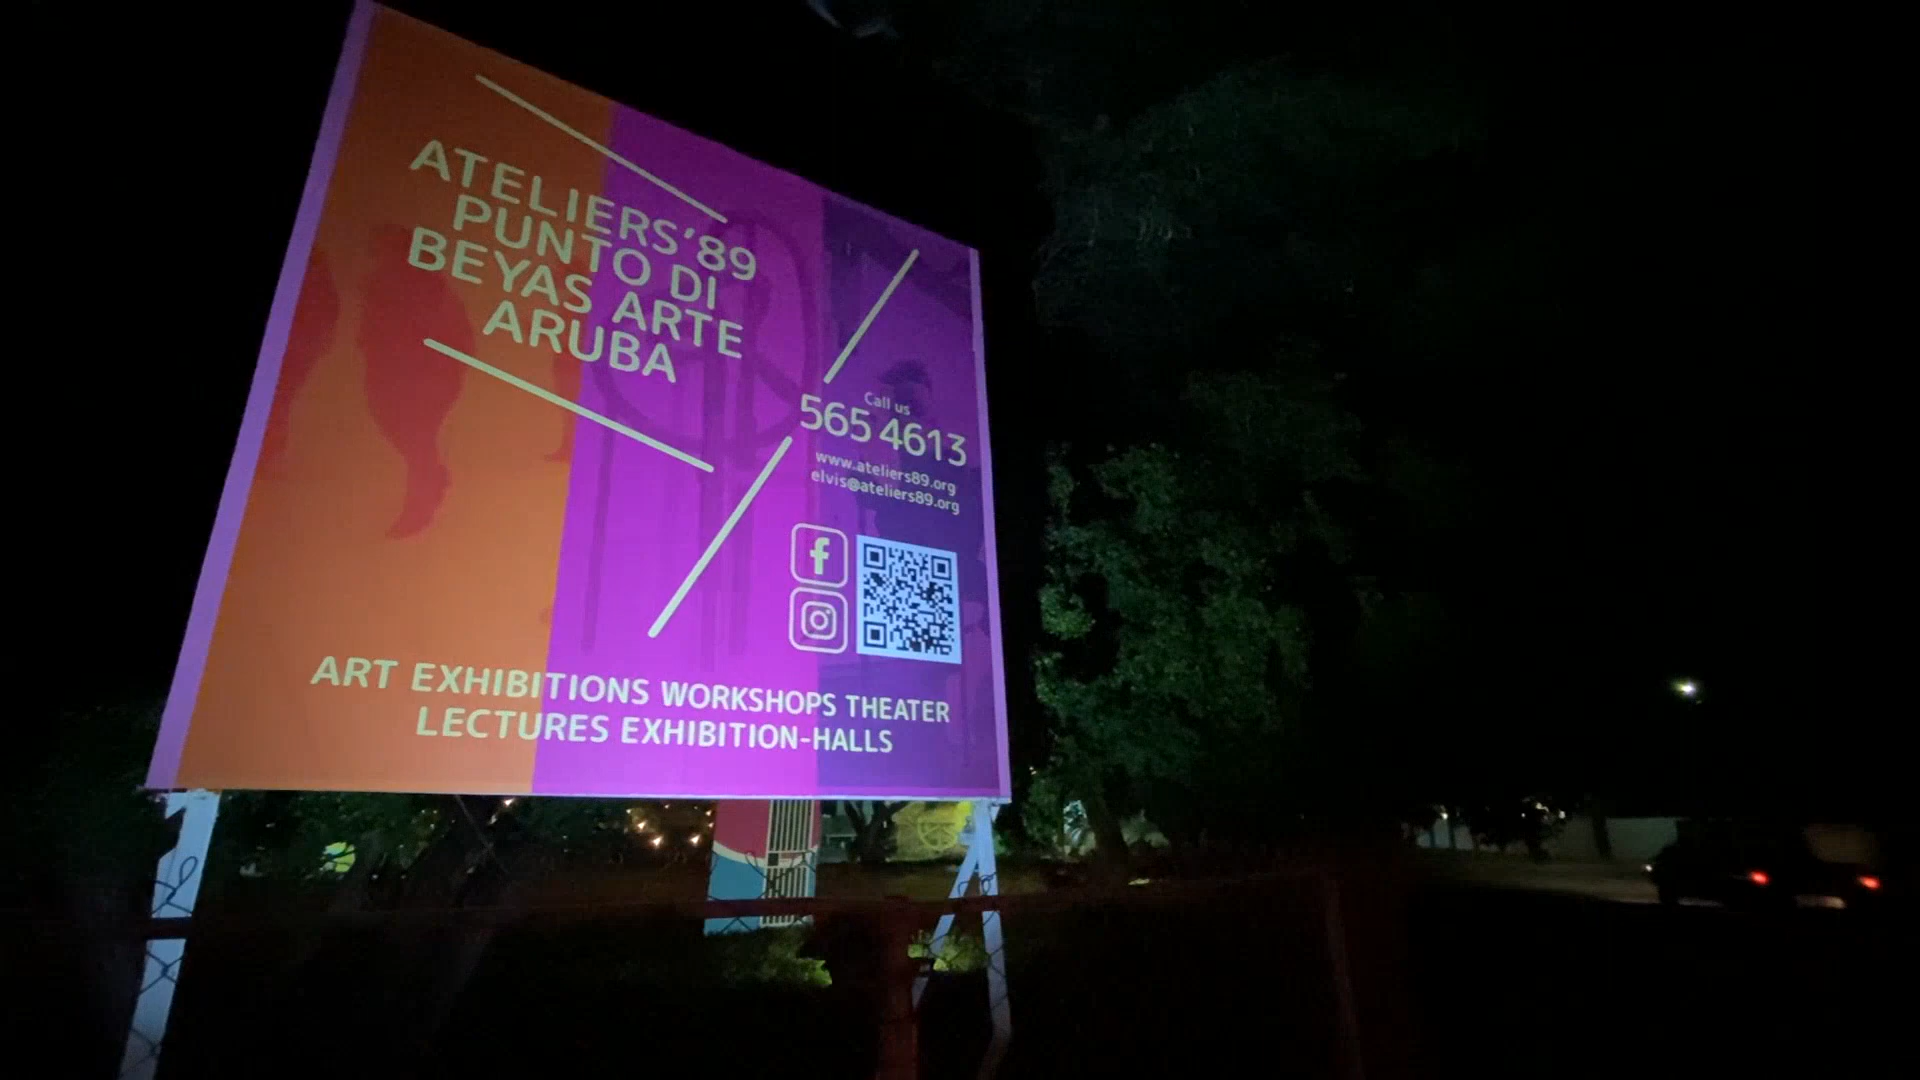 ATELIERS'89
PUNTO DI
BEYAS ARTE
ARUBA
Call us
565 4613
www.ateliers89.org
elvis@ateliers89.org
ART EXHIBITIONS WORKSHOPS THEATER
LECTURES EXHIBITION-HALLS